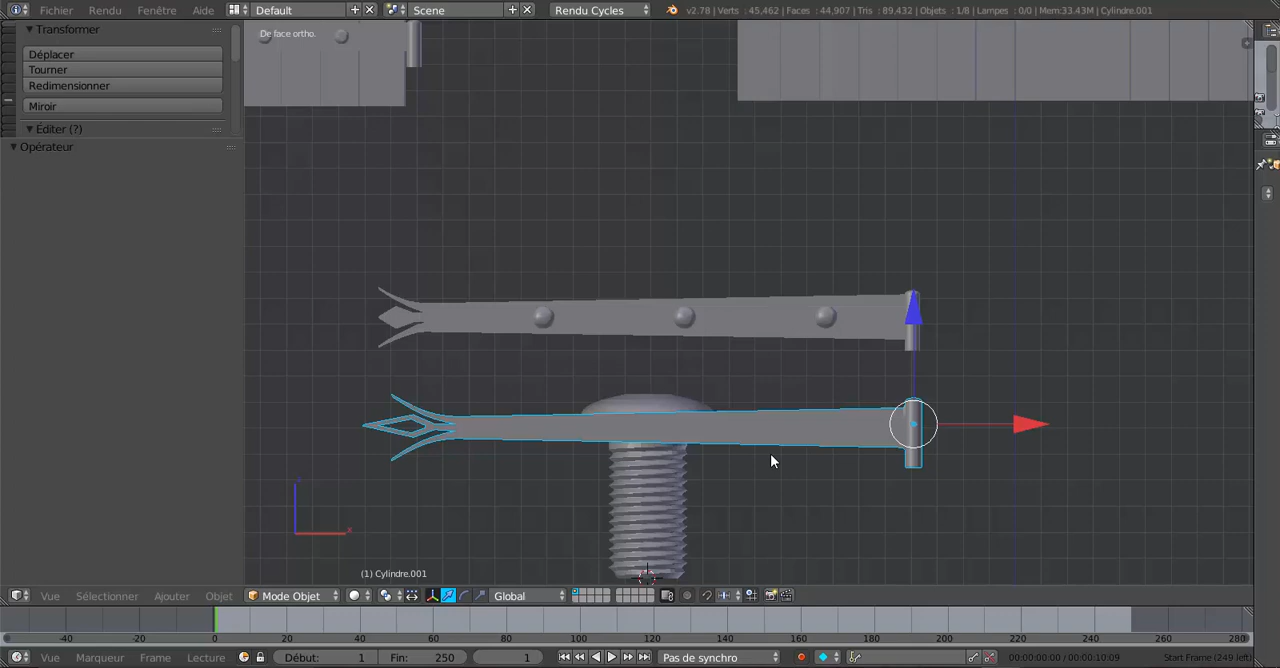 Fichier Rendu Fenêtre Aide Default Scene Rendu Cycles v2.78 | Verts : 45,462 | Faces : 44,907 | Tris : 89,432 | Objets : 1/8 | Lampes : 0/0 | Mem:33.43M | Cylindre.001
Transformer
De face ortho.
Déplacer
Tourner
Redimensionner
Miroir
Éditer (?)
Opérateur
(1) Cylindre.001
Vue Sélectionner Ajouter Objet Mode Objet Global
-40 -20 0 20 40 60 80 100 120 140 160 180 200 220 240 260 280
Vue Marqueur Frame Lecture Début: 1 Fin: 250 1 Pas de synchro 00:00:00:00 / 00:00:10:09 Start Frame (249 left)